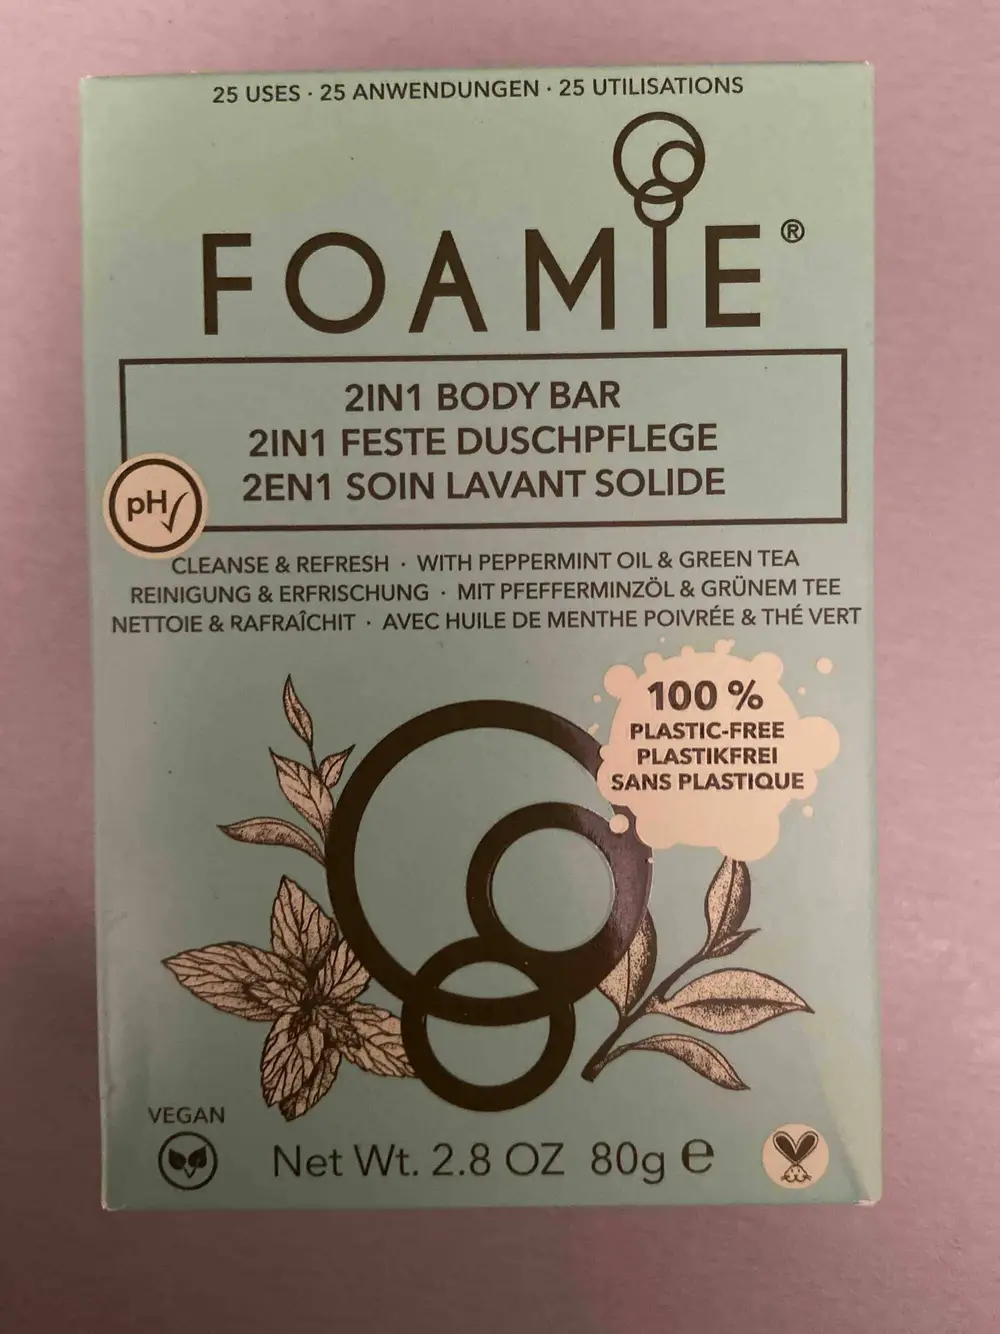 25 USES · 25 ANWENDUNGEN · 25 UTILISATIONS
FOAMIE®
2IN1 BODY BAR
2IN1 FESTE DUSCHPFLEGE
2EN1 SOIN LAVANT SOLIDE
pH
CLEANSE & REFRESH · WITH PEPPERMINT OIL & GREEN TEA
REINIGUNG & ERFRISCHUNG · MIT PFEFFERMINZÖL & GRÜNEM TEE
NETTOIE & RAFRAÎCHIT · AVEC HUILE DE MENTHE POIVRÉE & THÉ VERT
100 %
PLASTIC-FREE
PLASTIKFREI
SANS PLASTIQUE
VEGAN
Net Wt. 2.8 OZ 80g e